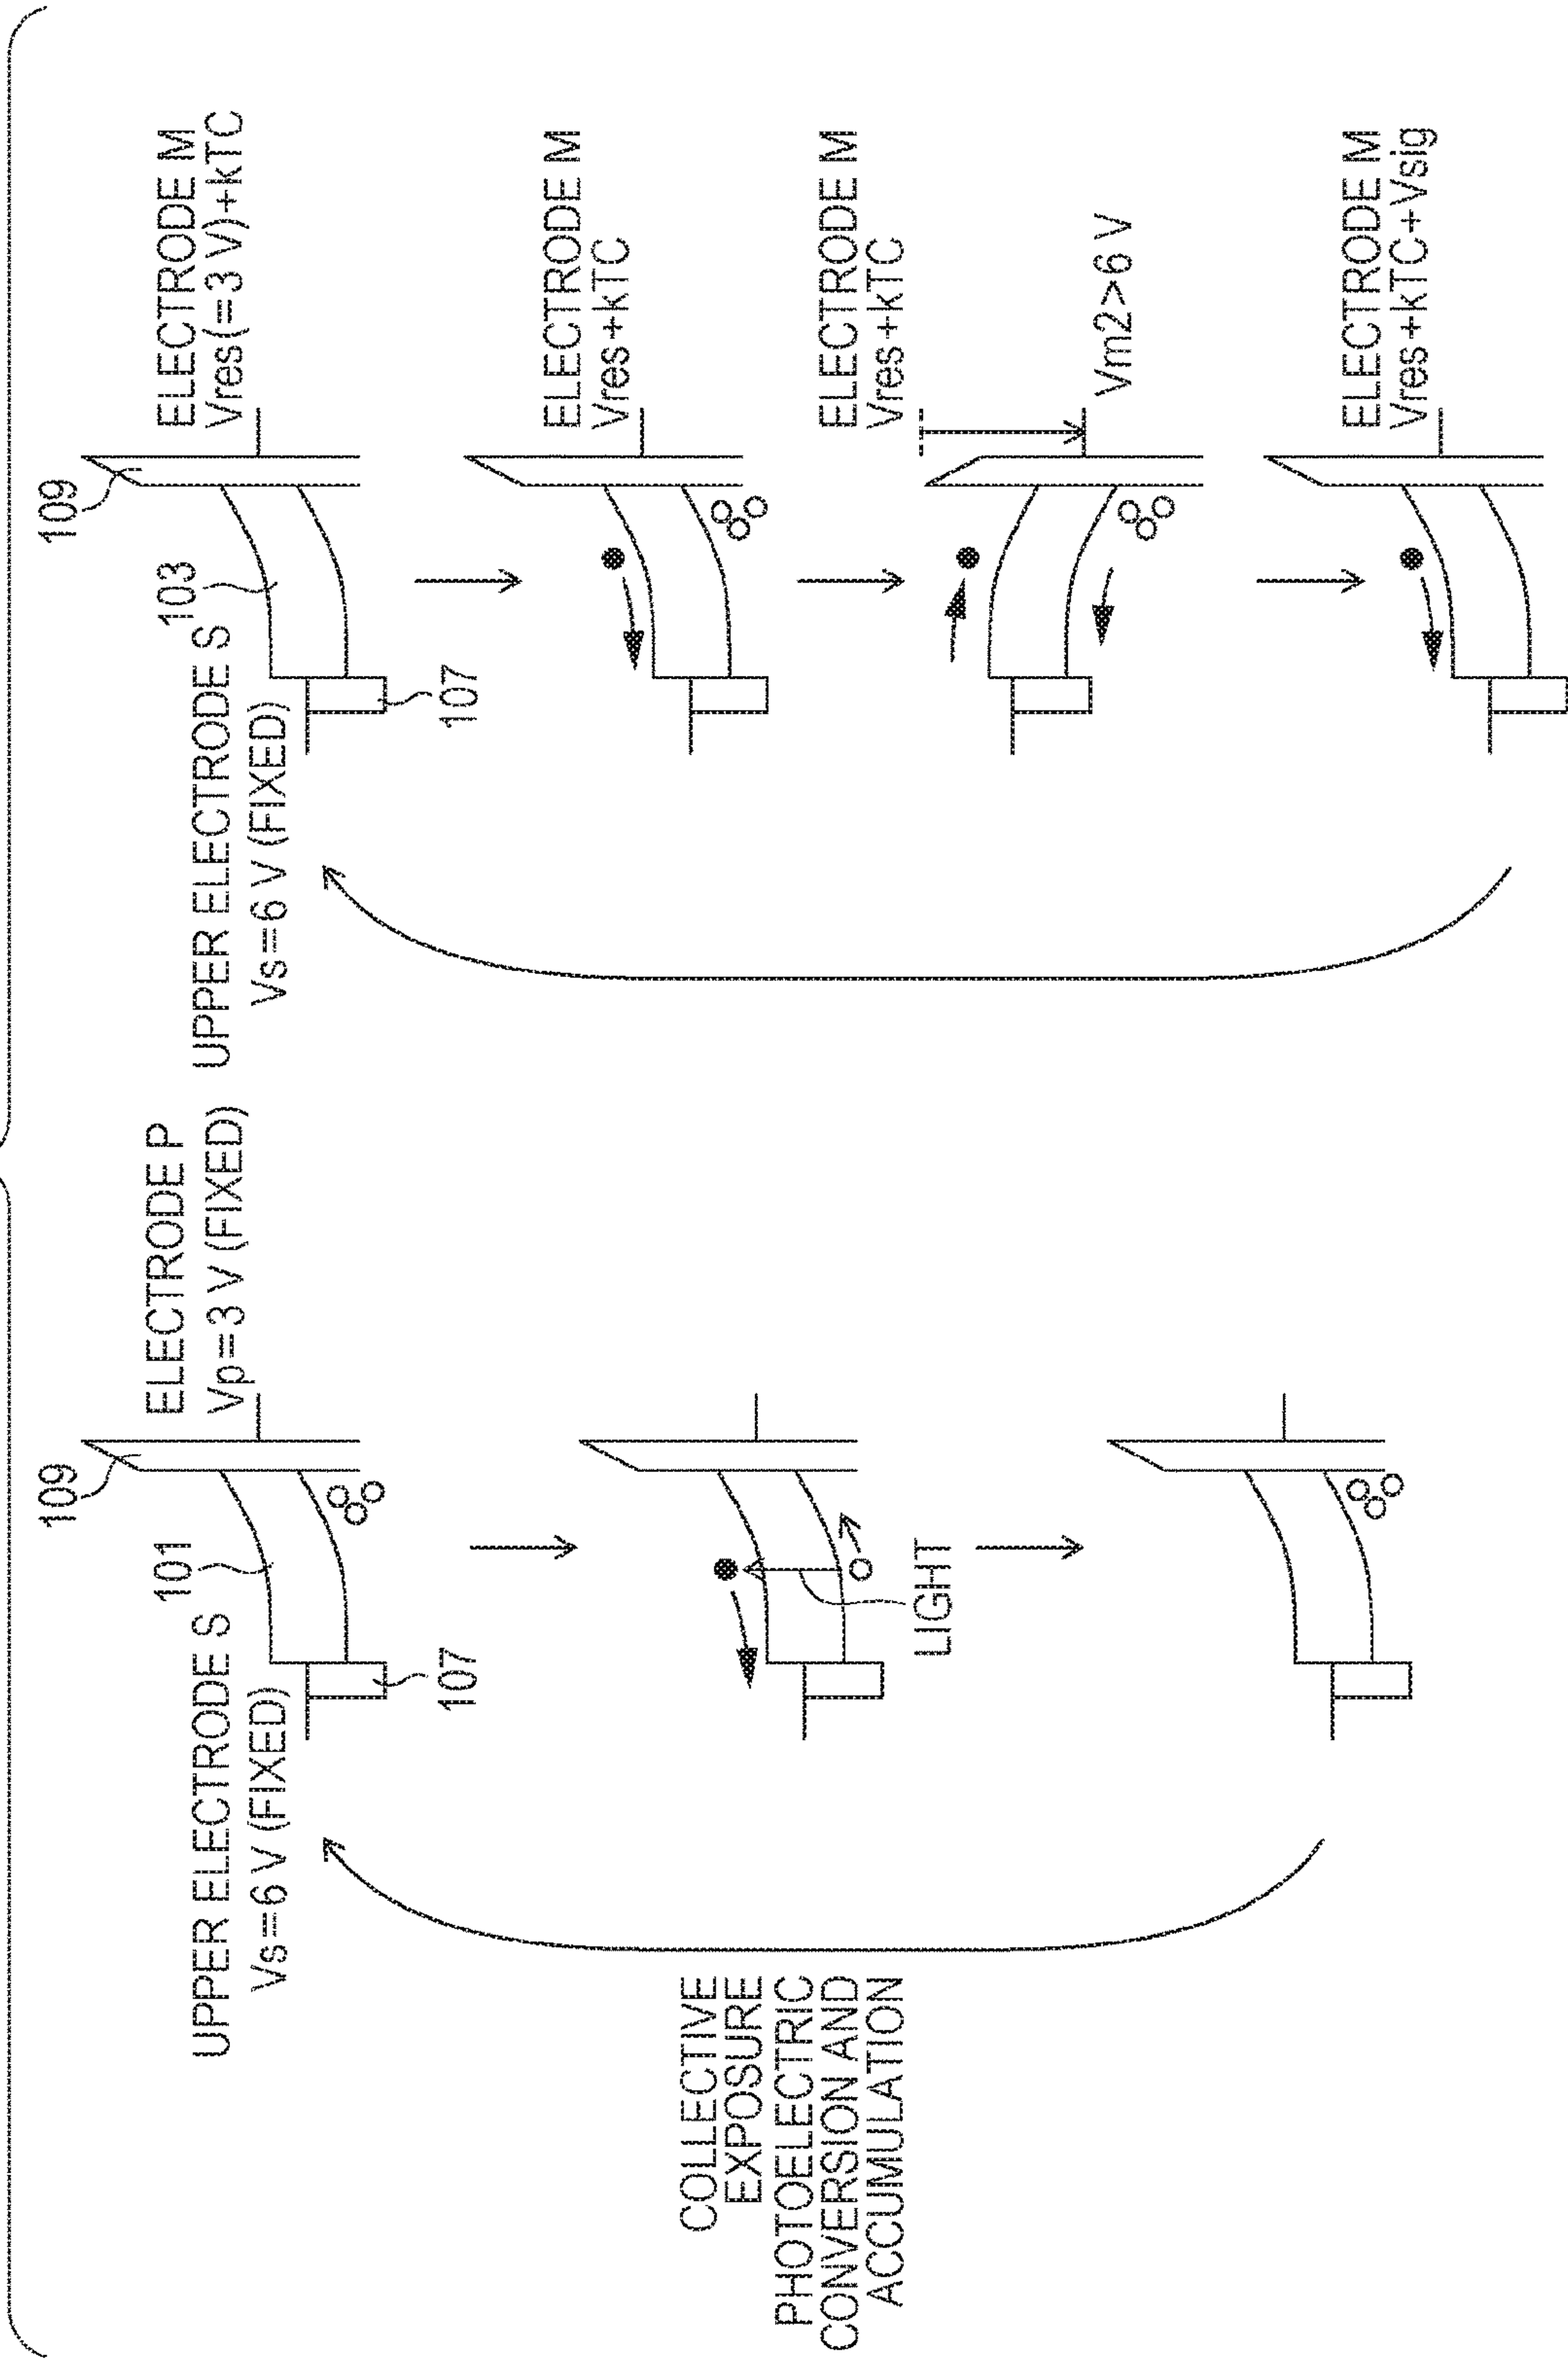 UPPER ELECTRODE S
Vs=6 V (FIXED)
101
109
ELECTRODE P
Vp=3 V (FIXED)
107
LIGHT
COLLECTIVE
EXPOSURE
PHOTOELECTRIC
CONVERSION AND
ACCUMULATION
UPPER ELECTRODE S
Vs=6 V (FIXED)
103
109
ELECTRODE M
Vres(=3 V)+kTC
107
ELECTRODE M
Vres+kTC
ELECTRODE M
Vres+kTC
Vm2>6 V
ELECTRODE M
Vres+kTC+Vsig